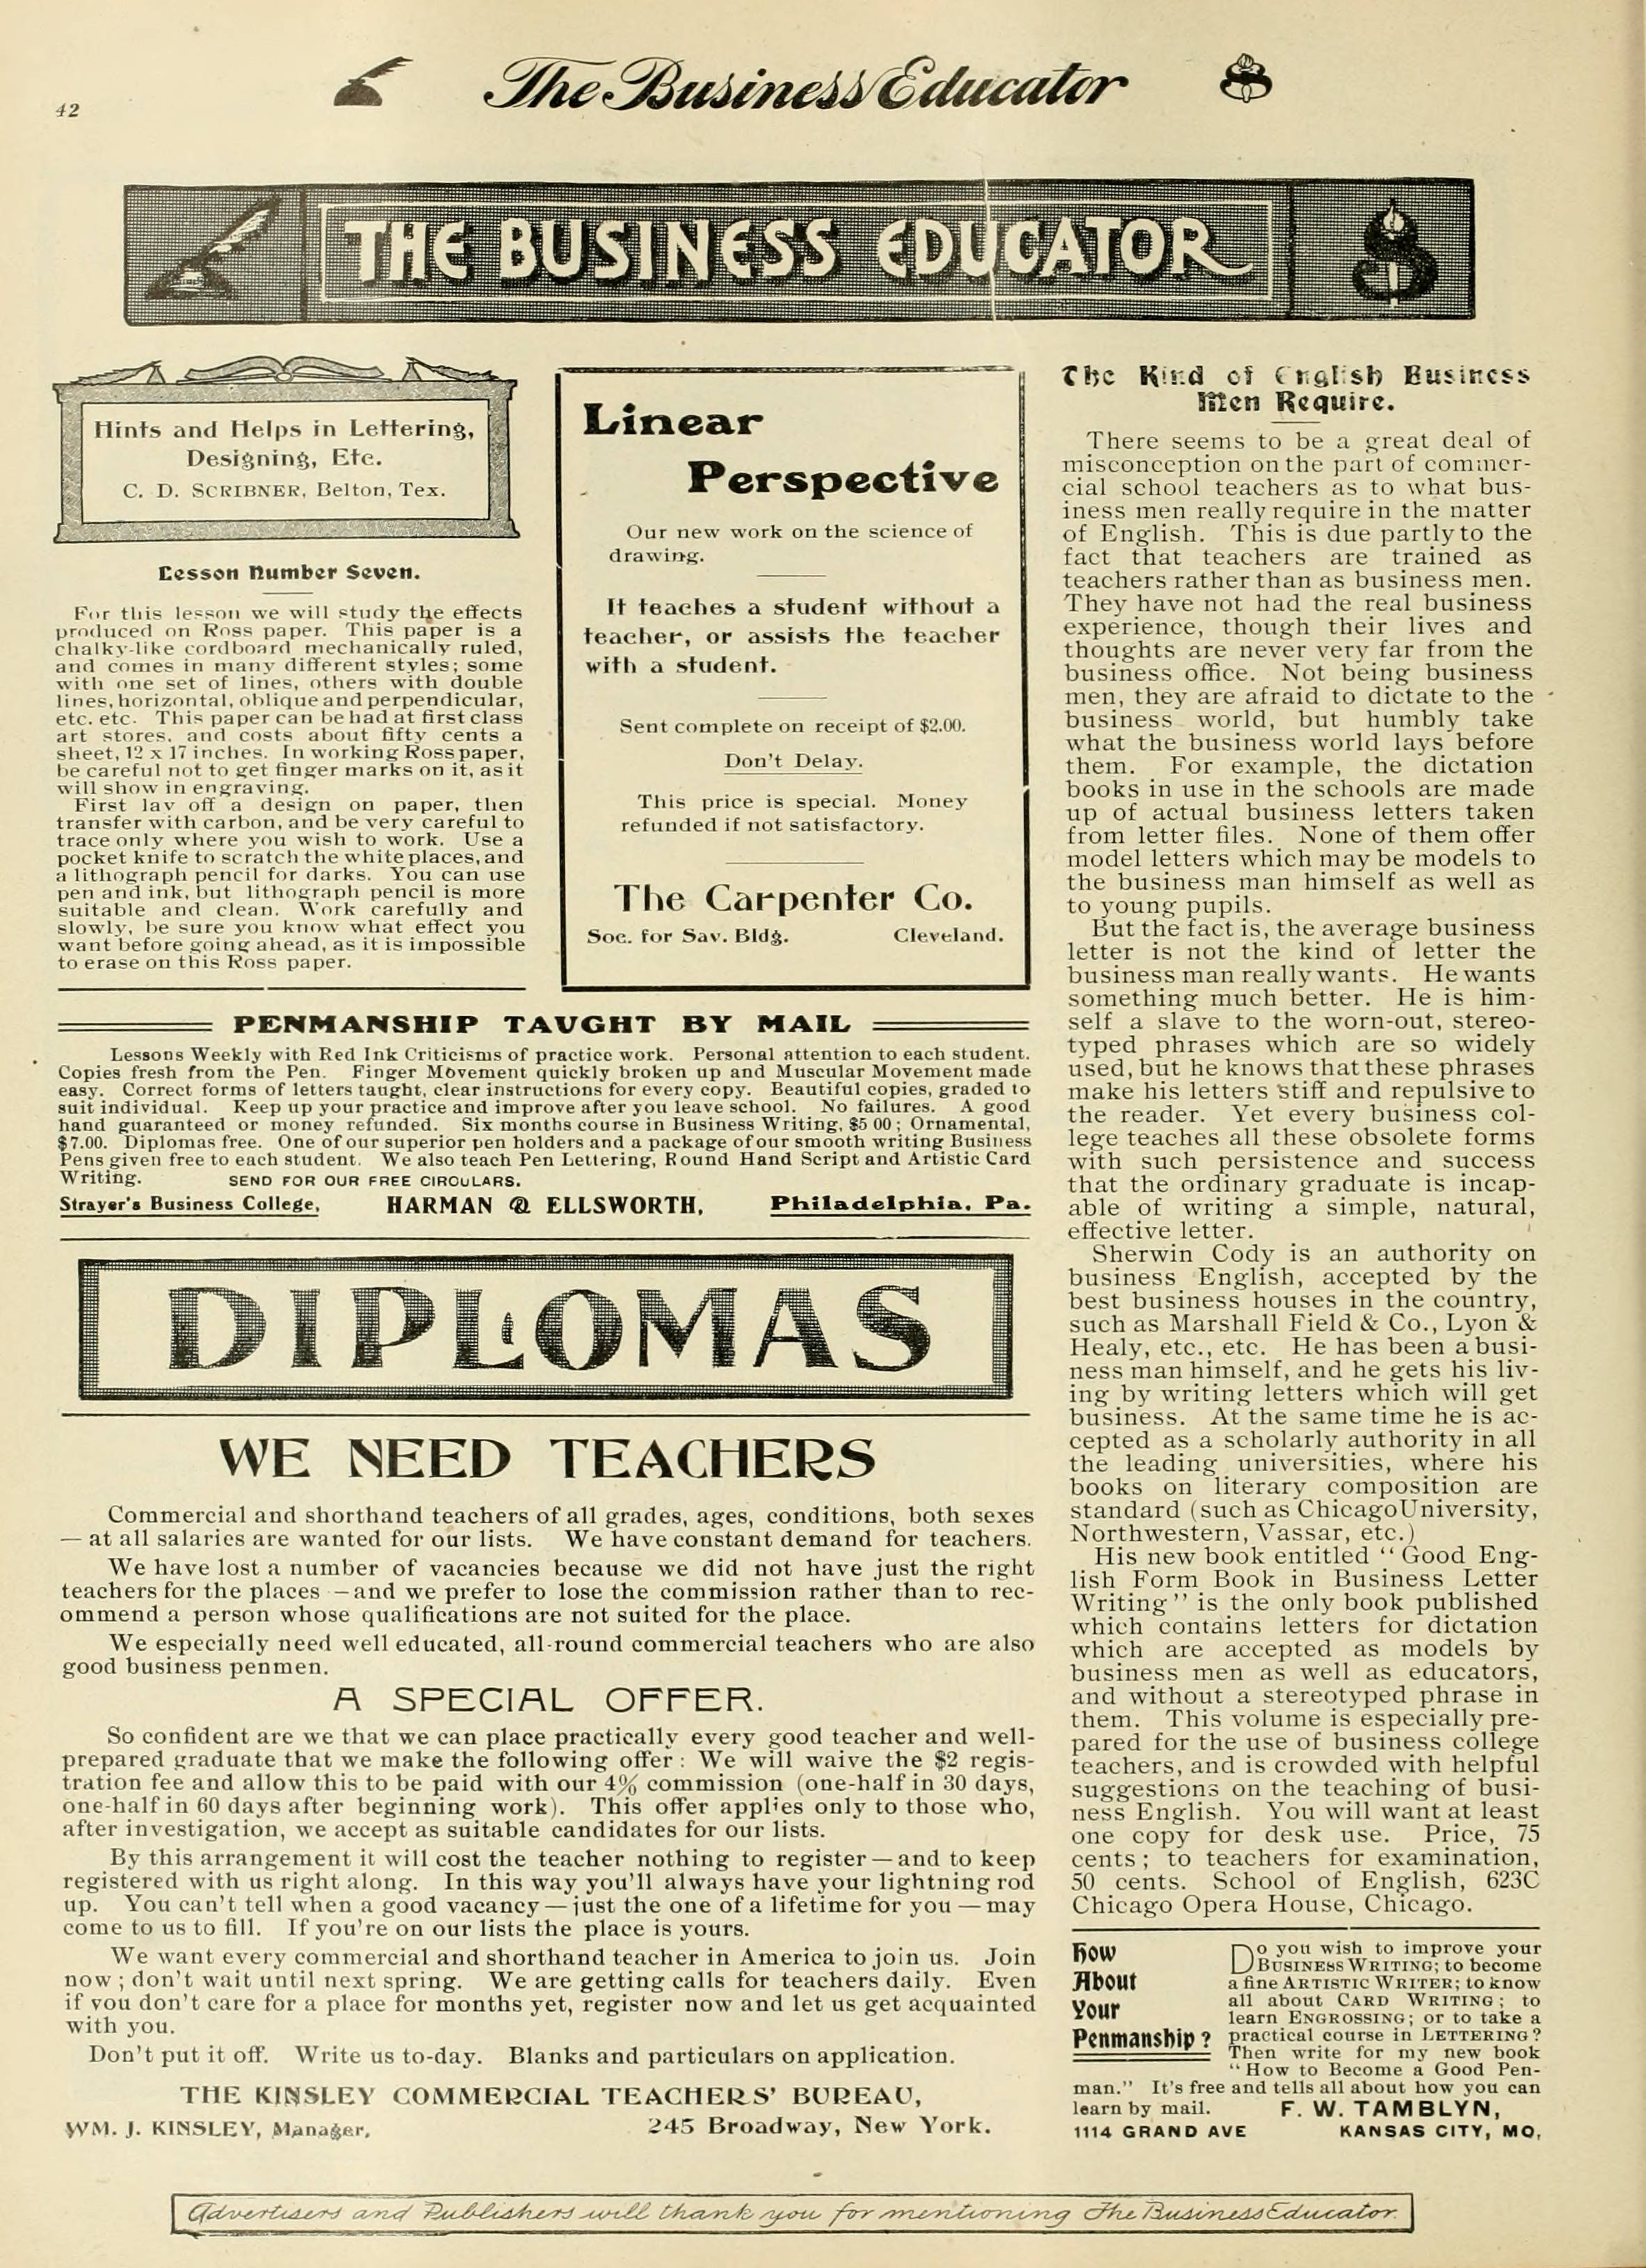 42
The Business Educator
THE BUSINESS EDUCATOR
Hints and Helps in Lettering,
Designing, Etc.
C. D. SCRIBNER, Belton, Tex.
Lesson Number Seven.
For this lesson we will study the effects
produced on Ross paper. This paper is a
chalky-like cordboard mechanically ruled,
and comes in many different styles; some
with one set of lines, others with double
lines, horizontal, oblique and perpendicular,
etc. etc. This paper can be had at first class
art stores, and costs about fifty cents a
sheet, 12 x 17 inches. In working Ross paper,
be careful not to get finger marks on it, as it
will show in engraving.
First lay off a design on paper, then
transfer with carbon, and be very careful to
trace only where you wish to work. Use a
pocket knife to scratch the white places, and
a lithograph pencil for darks. You can use
pen and ink, but lithograph pencil is more
suitable and clean. Work carefully and
slowly, be sure you know what effect you
want before going ahead, as it is impossible
to erase on this Ross paper.
Linear
Perspective
Our new work on the science of
drawing.
It teaches a student without a
teacher, or assists the teacher
with a student.
Sent complete on receipt of $2.00.
Don't Delay.
This price is special. Money
refunded if not satisfactory.
The Carpenter Co.
Soc. for Sav. Bldg. Cleveland.
PENMANSHIP TAUGHT BY MAIL
Lessons Weekly with Red Ink Criticisms of practice work. Personal attention to each student.
Copies fresh from the Pen. Finger Movement quickly broken up and Muscular Movement made
easy. Correct forms of letters taught, clear instructions for every copy. Beautiful copies, graded to
suit individual. Keep up your practice and improve after you leave school. No failures. A good
hand guaranteed or money refunded. Six months course in Business Writing, $5 00; Ornamental,
$7.00. Diplomas free. One of our superior pen holders and a package of our smooth writing Business
Pens given free to each student. We also teach Pen Lettering, Round Hand Script and Artistic Card
Writing. SEND FOR OUR FREE CIRCULARS.
Strayer's Business College, HARMAN & ELLSWORTH, Philadelphia, Pa.
DIPLOMAS
WE NEED TEACHERS
Commercial and shorthand teachers of all grades, ages, conditions, both sexes
— at all salaries are wanted for our lists. We have constant demand for teachers.
We have lost a number of vacancies because we did not have just the right
teachers for the places — and we prefer to lose the commission rather than to rec-
ommend a person whose qualifications are not suited for the place.
We especially need well educated, all-round commercial teachers who are also
good business penmen.
A SPECIAL OFFER.
So confident are we that we can place practically every good teacher and well-
prepared graduate that we make the following offer: We will waive the $2 regis-
tration fee and allow this to be paid with our 4% commission (one-half in 30 days,
one-half in 60 days after beginning work). This offer applies only to those who,
after investigation, we accept as suitable candidates for our lists.
By this arrangement it will cost the teacher nothing to register — and to keep
registered with us right along. In this way you'll always have your lightning rod
up. You can't tell when a good vacancy — just the one of a lifetime for you — may
come to us to fill. If you're on our lists the place is yours.
We want every commercial and shorthand teacher in America to join us. Join
now; don't wait until next spring. We are getting calls for teachers daily. Even
if you don't care for a place for months yet, register now and let us get acquainted
with you.
Don't put it off. Write us to-day. Blanks and particulars on application.
THE KINSLEY COMMERCIAL TEACHERS' BUREAU,
WM. J. KINSLEY, Manager, 245 Broadway, New York.
The Kind of English Business
Men Require.
There seems to be a great deal of
misconception on the part of commer-
cial school teachers as to what bus-
iness men really require in the matter
of English. This is due partly to the
fact that teachers are trained as
teachers rather than as business men.
They have not had the real business
experience, though their lives and
thoughts are never very far from the
business office. Not being business
men, they are afraid to dictate to the
business world, but humbly take
what the business world lays before
them. For example, the dictation
books in use in the schools are made
up of actual business letters taken
from letter files. None of them offer
model letters which may be models to
the business man himself as well as
to young pupils.
But the fact is, the average business
letter is not the kind of letter the
business man really wants. He wants
something much better. He is him-
self a slave to the worn-out, stereo-
typed phrases which are so widely
used, but he knows that these phrases
make his letters stiff and repulsive to
the reader. Yet every business col-
lege teaches all these obsolete forms
with such persistence and success
that the ordinary graduate is incap-
able of writing a simple, natural,
effective letter.
Sherwin Cody is an authority on
business English, accepted by the
best business houses in the country,
such as Marshall Field & Co., Lyon &
Healy, etc., etc. He has been a busi-
ness man himself, and he gets his liv-
ing by writing letters which will get
business. At the same time he is ac-
cepted as a scholarly authority in all
the leading universities, where his
books on literary composition are
standard (such as Chicago University,
Northwestern, Vassar, etc.)
His new book entitled "Good Eng-
lish Form Book in Business Letter
Writing" is the only book published
which contains letters for dictation
which are accepted as models by
business men as well as educators,
and without a stereotyped phrase in
them. This volume is especially pre-
pared for the use of business college
teachers, and is crowded with helpful
suggestions on the teaching of busi-
ness English. You will want at least
one copy for desk use. Price, 75
cents; to teachers for examination,
50 cents. School of English, 623C
Chicago Opera House, Chicago.
How
About
Your
Penmanship?
Do you wish to improve your
BUSINESS WRITING; to become
a fine ARTISTIC WRITER; to know
all about CARD WRITING; to
learn ENGROSSING; or to take a
practical course in LETTERING?
Then write for my new book
"How to Become a Good Pen-
man." It's free and tells all about how you can
learn by mail. F. W. TAMBLYN,
1114 GRAND AVE KANSAS CITY, MO.
Advertisers and Publishers will thank you for mentioning The Business Educator.